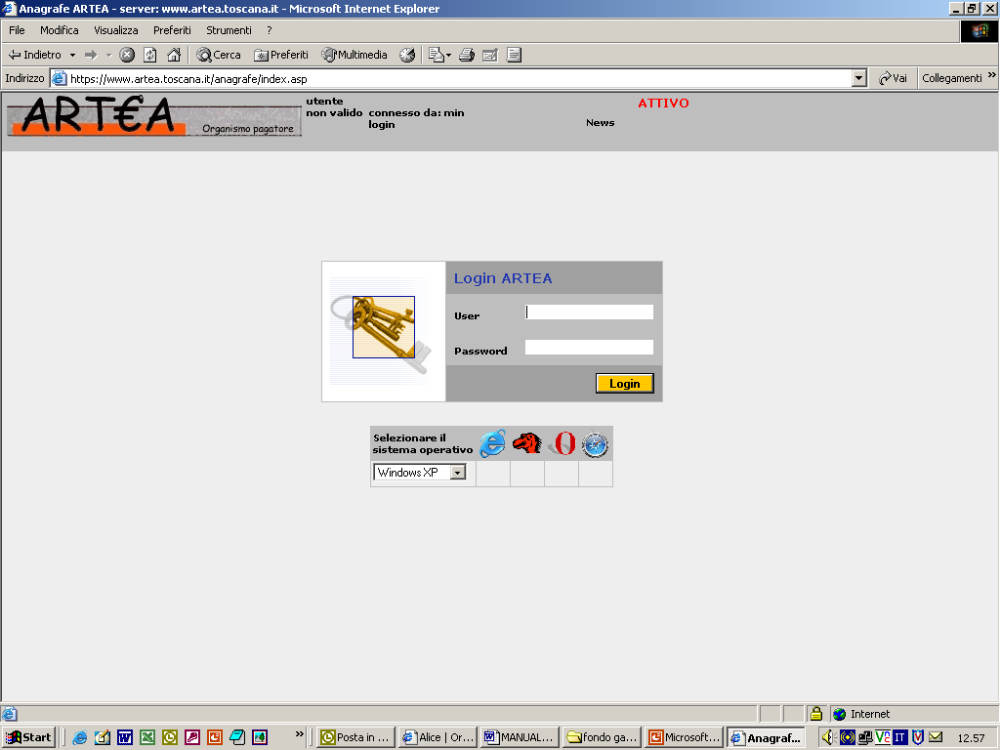 Anagrafe ARTEA - server: www.artea.toscana.it - Microsoft Internet Explorer
File Modifica Visualizza Preferiti Strumenti ?
Indietro Cerca Preferiti Multimedia
Indirizzo https://www.artea.toscana.it/anagrafe/index.asp Vai Collegamenti »
ART€A
Organismo pagatore
utente
non valido connesso da: min
login
ATTIVO
News
Login ARTEA
User
Password
Login
Selezionare il
sistema operativo
Windows XP
Internet
Start » Posta in ... Alice | Or... MANUAL... fondo ga... Microsoft... Anagraf... IT 12.57